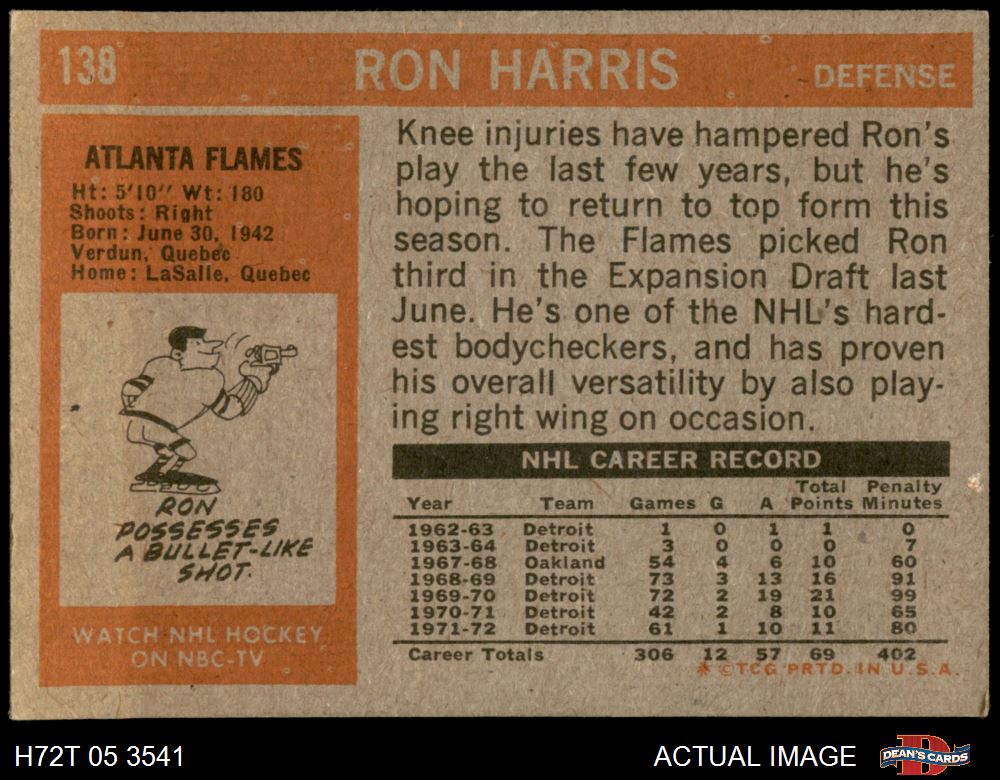 138 RON HARRIS DEFENSE
ATLANTA FLAMES
Ht: 5'10" Wt: 180
Shoots: Right
Born: June 30, 1942
Verdun, Quebec
Home: LaSalle, Quebec
RON
POSSESSES
A BULLET-LIKE
SHOT.
WATCH NHL HOCKEY
ON NBC-TV
Knee injuries have hampered Ron's
play the last few years, but he's
hoping to return to top form this
season. The Flames picked Ron
third in the Expansion Draft last
June. He's one of the NHL's hard-
est bodycheckers, and has proven
his overall versatility by also play-
ing right wing on occasion.
NHL CAREER RECORD
Year Team Games G A Total Points Penalty Minutes
1962-63 Detroit 1 0 1 1 0
1963-64 Detroit 3 0 0 0 7
1967-68 Oakland 54 4 6 10 60
1968-69 Detroit 73 3 13 16 91
1969-70 Detroit 72 2 19 21 99
1970-71 Detroit 42 2 8 10 65
1971-72 Detroit 61 1 10 11 80
Career Totals 306 12 57 69 402
* © TCG PRTD. IN U.S.A.
H72T 05 3541 ACTUAL IMAGE DEAN'S CARDS